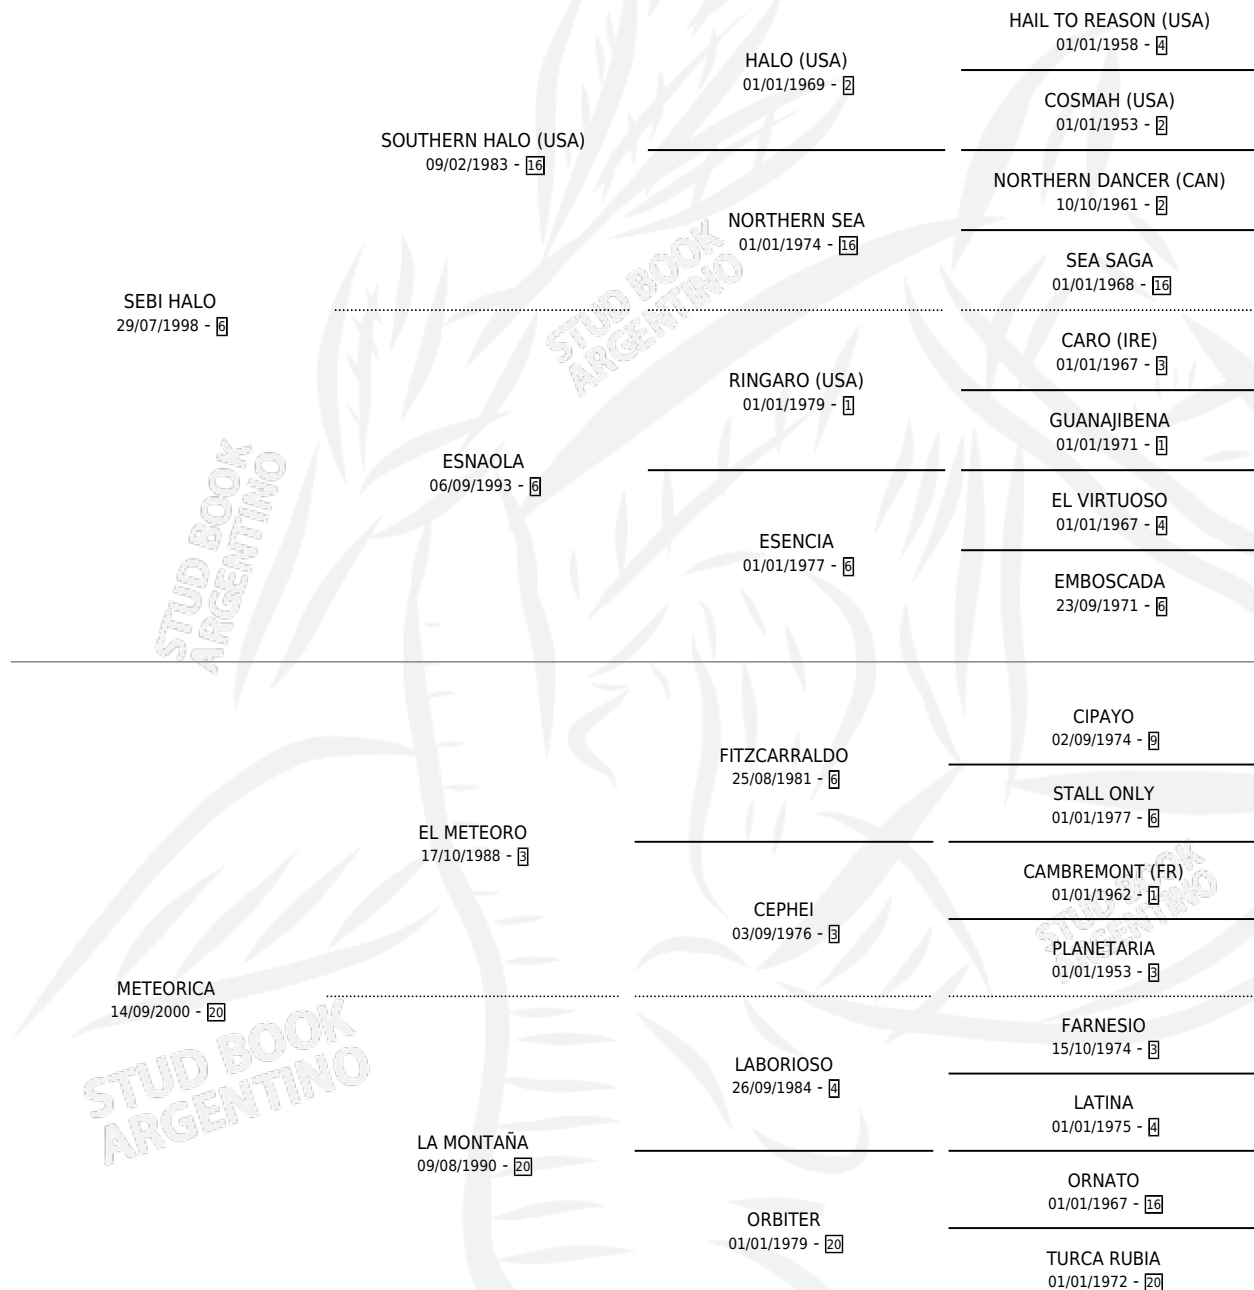 HAIL TO REASON (USA)
01/01/1958 - 4
HALO (USA)
01/01/1969 - 2
COSMAH (USA)
01/01/1953 - 2
SOUTHERN HALO (USA)
09/02/1983 - 16
NORTHERN DANCER (CAN)
10/10/1961 - 2
NORTHERN SEA
01/01/1974 - 16
SEA SAGA
01/01/1968 - 16
SEBI HALO
29/07/1998 - 6
CARO (IRE)
01/01/1967 - 3
RINGARO (USA)
01/01/1979 - 1
GUANAJIBENA
01/01/1971 - 1
ESNAOLA
06/09/1993 - 6
EL VIRTUOSO
01/01/1967 - 4
ESENCIA
01/01/1977 - 6
EMBOSCADA
23/09/1971 - 6
CIPAYO
02/09/1974 - 9
FITZCARRALDO
25/08/1981 - 6
STALL ONLY
01/01/1977 - 6
EL METEORO
17/10/1988 - 3
CAMBREMONT (FR)
01/01/1962 - 1
CEPHEI
03/09/1976 - 3
PLANETARIA
01/01/1953 - 3
METEORICA
14/09/2000 - 20
FARNESIO
15/10/1974 - 3
LABORIOSO
26/09/1984 - 4
LATINA
01/01/1975 - 4
LA MONTAÑA
09/08/1990 - 20
ORNATO
01/01/1967 - 16
ORBITER
01/01/1979 - 20
TURCA RUBIA
01/01/1972 - 20
STUD BOOK
ARGENTINO
STUD BOOK
ARGENTINO
STUD BOOK
ARGENTINO
STUD BOOK
ARGENTINO